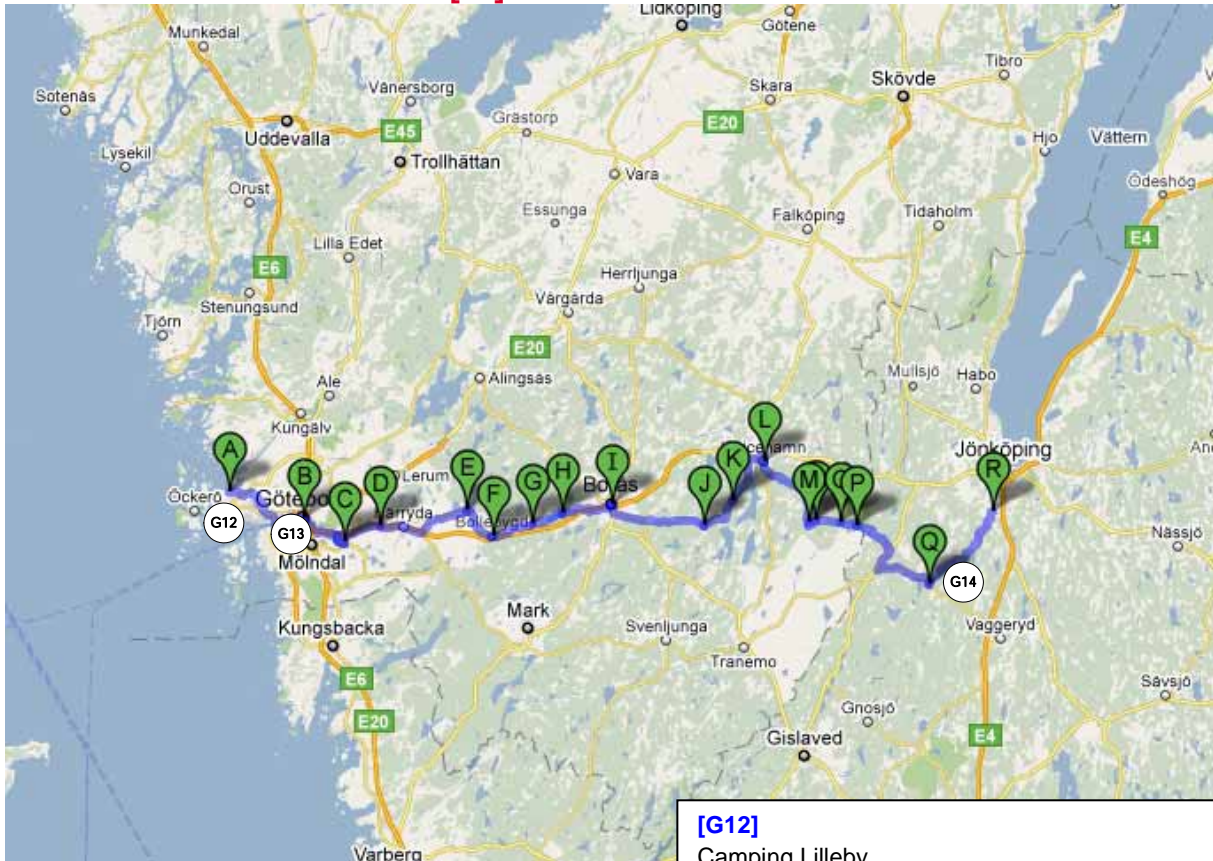 Lidköping
Munkedal
Götene
Tibro
Skövde
Sotenäs
Vänersborg
Skara
Grästorp
E20
Uddevalla
E45
Hjo
Vättern
Lysekil
Trollhättan
Vara
Ödeshög
Orust
Essunga
Falköping
Tidaholm
Lilla Edet
E4
E6
Herrljunga
Stenungsund
Vårgårda
Tjörn
E20
Mullsjö
Habo
Ale
Alingsås
Kungälv
L
A
Jönköping
I
K
R
B
E
H
Lerum
Öckerö
C
D
F
G
J
M
P
G12
G13
Nässjö
Mölndal
Q
G14
Mark
Kungsbacka
Svenljunga
Vaggeryd
Tranemo
E6
Sävsjö
Gnosjö
E20
Gislaved
E4
[G12]
Camping Lilleby
Varberg